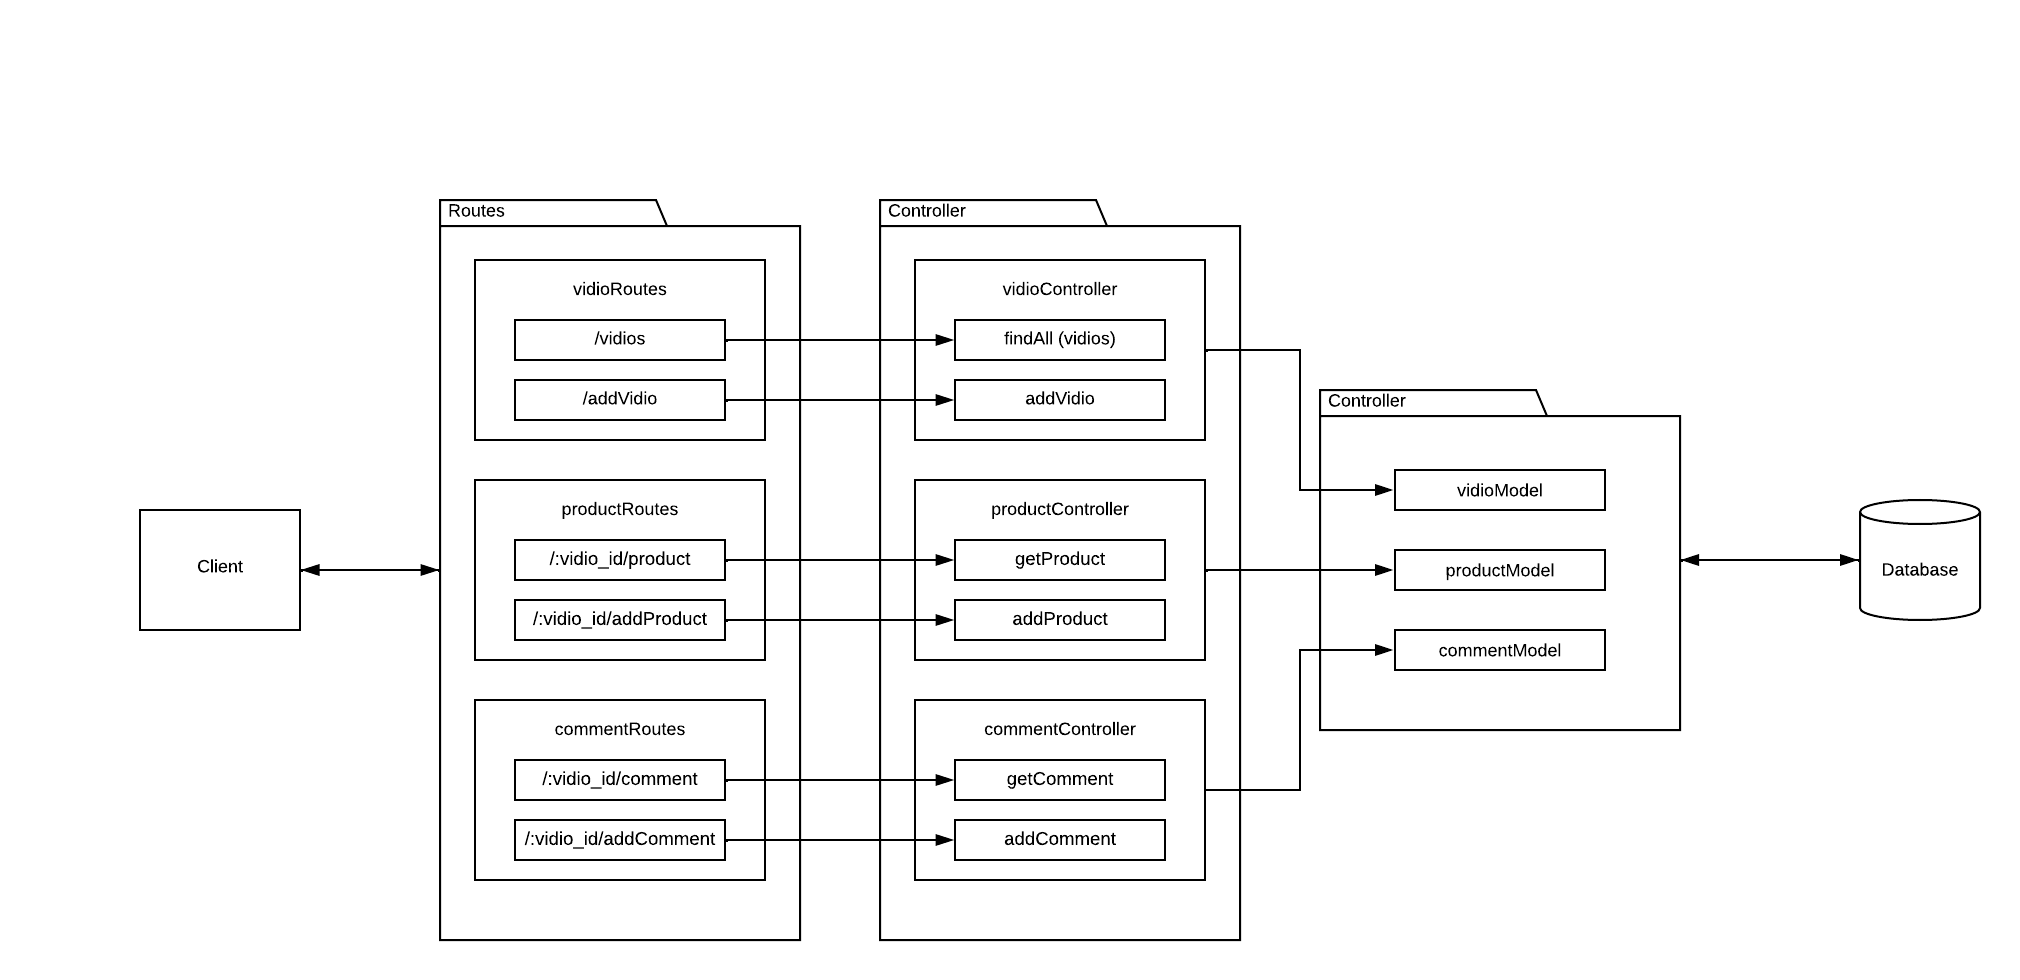 Client
Routes
vidioRoutes
/vidios
/addVidio
productRoutes
/:vidio_id/product
/:vidio_id/addProduct
commentRoutes
/:vidio_id/comment
/:vidio_id/addComment
Controller
vidioController
findAll (vidios)
addVidio
productController
getProduct
addProduct
commentController
getComment
addComment
Controller
vidioModel
productModel
commentModel
Database